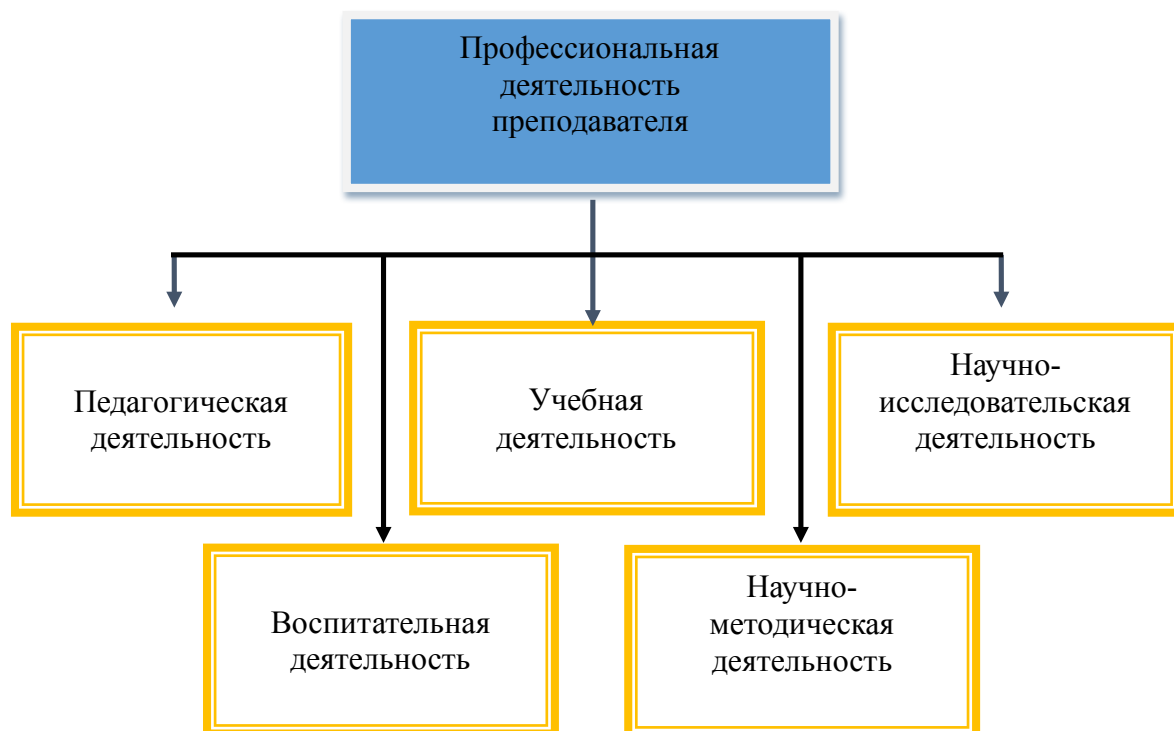 Профессиональная
деятельность
преподавателя
Педагогическая
деятельность
Учебная
деятельность
Научно-
исследовательская
деятельность
Воспитательная
деятельность
Научно-
методическая
деятельность